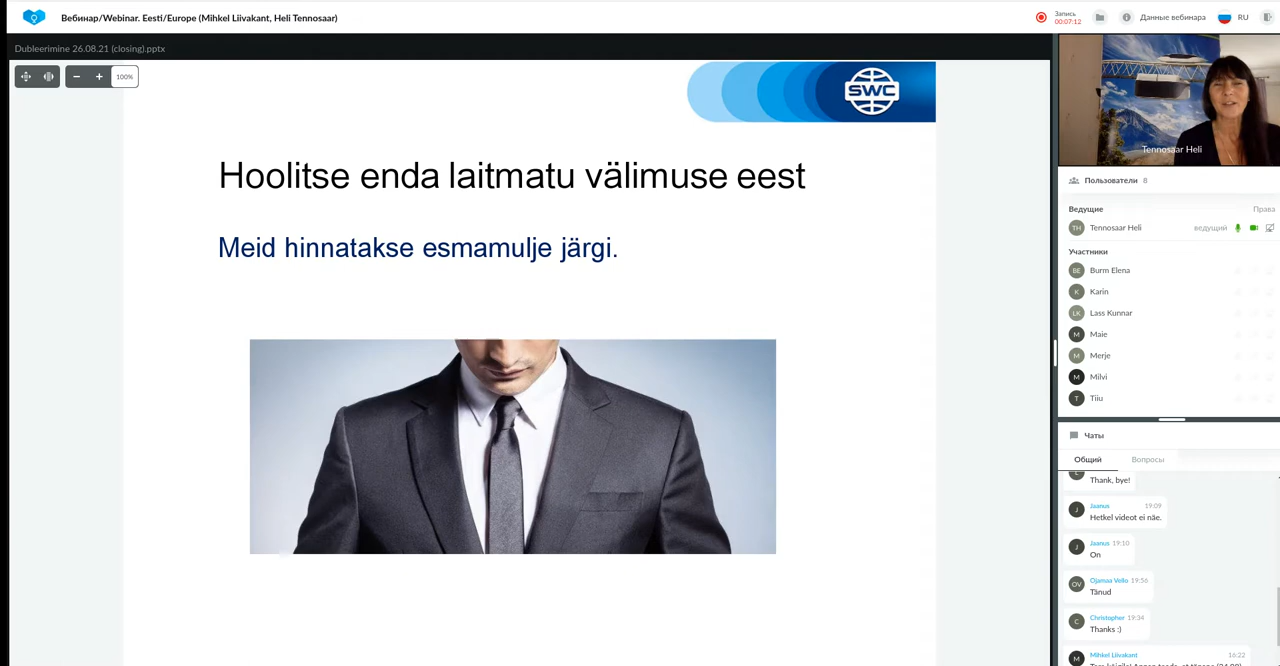 Вебинар/Webinar. Eesti/Europe (Mihkel Liivakant, Heli Tennosaar)
Запись
00:07:12
Данные вебинара
RU
Dubleerimine 26.08.21 (closing).pptx
100%
SWC
Hoolitse enda laitmatu välimuse eest
Meid hinnatakse esmamulje järgi.
Tennosaar Heli
Пользователи 8
Ведущие Права
TH Tennosaar Heli ведущий
Участники
BE Burm Elena
K Karin
LK Lass Kunnar
M Maie
M Merje
M Milvi
T Tiiu
Чаты
Общий Вопросы
Thank, bye!
J Jaanus 19:09
Hetkel videot ei näe.
J Jaanus 19:10
On
OV Ojamaa Vello 19:56
Tänud
C Christopher 19:34
Thanks :)
M Mihkel Liivakant 16:22